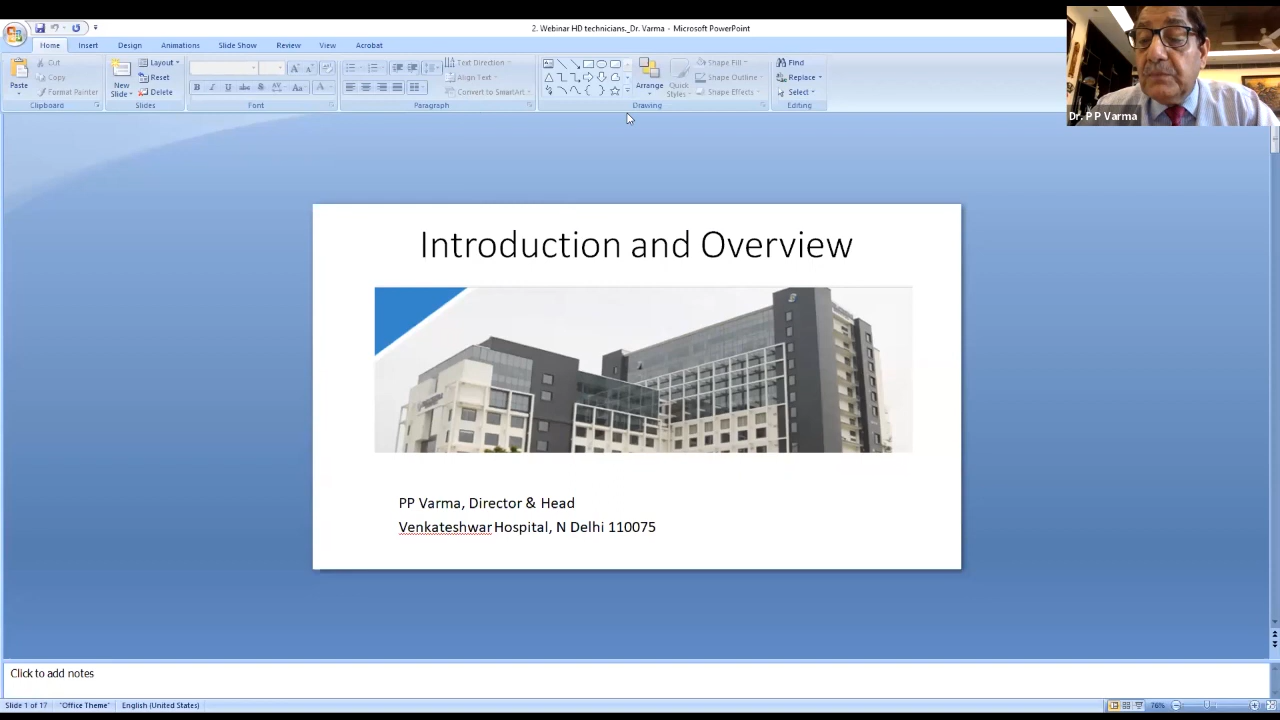 2. Webinar HD technicians._Dr. Varma - Microsoft PowerPoint
Home Insert Design Animations Slide Show Review View Acrobat
Paste
Cut
Copy
Format Painter
Clipboard
New Slide
Layout
Reset
Delete
Slides
Font
Text Direction
Align Text
Convert to SmartArt
Paragraph
Arrange
Quick Styles
Shape Fill
Shape Outline
Shape Effects
Drawing
Find
Replace
Select
Editing
Dr. P P Varma
Introduction and Overview
PP Varma, Director & Head
Venkateshwar Hospital, N Delhi 110075
Click to add notes
Slide 1 of 17 "Office Theme" English (United States) 76%